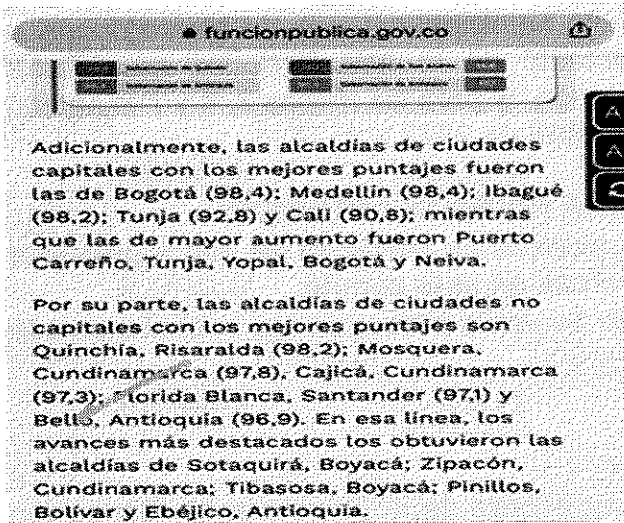 funcionpublica.gov.co
Adicionalmente, las alcaldías de ciudades
capitales con los mejores puntajes fueron
las de Bogotá (98,4); Medellín (98,4); Ibagué
(98,2); Tunja (92,8) y Cali (90,8); mientras
que las de mayor aumento fueron Puerto
Carreño, Tunja, Yopal, Bogotá y Neiva.
Por su parte, las alcaldías de ciudades no
capitales con los mejores puntajes son
Quinchía, Risaralda (98,2); Mosquera,
Cundinamarca (97,8), Cajicá, Cundinamarca
(97,3); Florida Blanca, Santander (97,1) y
Bello, Antioquia (96,9). En esa línea, los
avances más destacados los obtuvieron las
alcaldías de Sotaquirá, Boyacá; Zipacón,
Cundinamarca; Tibasosa, Boyacá; Pinillos,
Bolívar y Ebéjico, Antioquia.
A
A